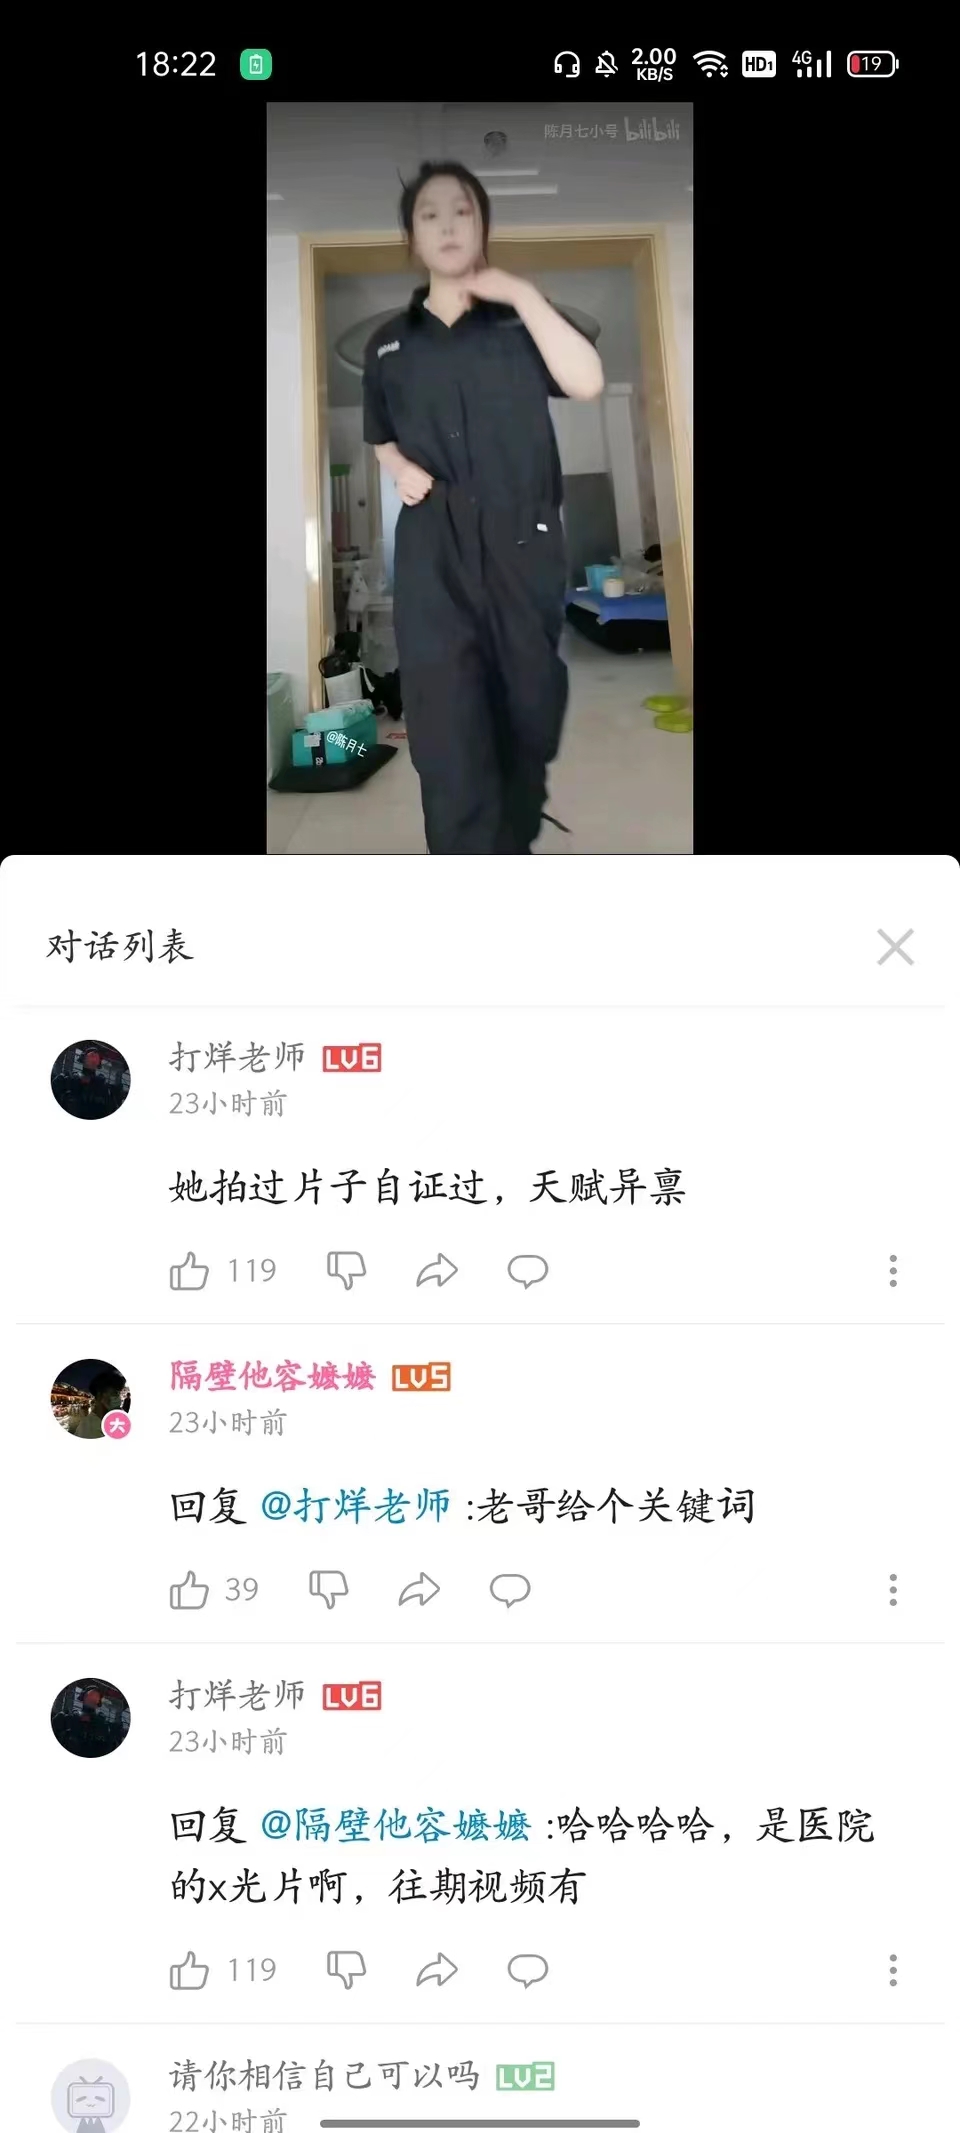 18:22
2.00
KB/S
HD1
4G
19
陈月七小号 bilibili
@陈月七
对话列表
打烊老师 LV6
23小时前
她拍过片子自证过，天赋异禀
119
隔壁他容嬷嬷 LV5
大
23小时前
回复 @打烊老师 :老哥给个关键词
39
打烊老师 LV6
23小时前
回复 @隔壁他容嬷嬷 :哈哈哈哈，是医院
的x光片啊，往期视频有
119
请你相信自己可以吗 LV2
22小时前